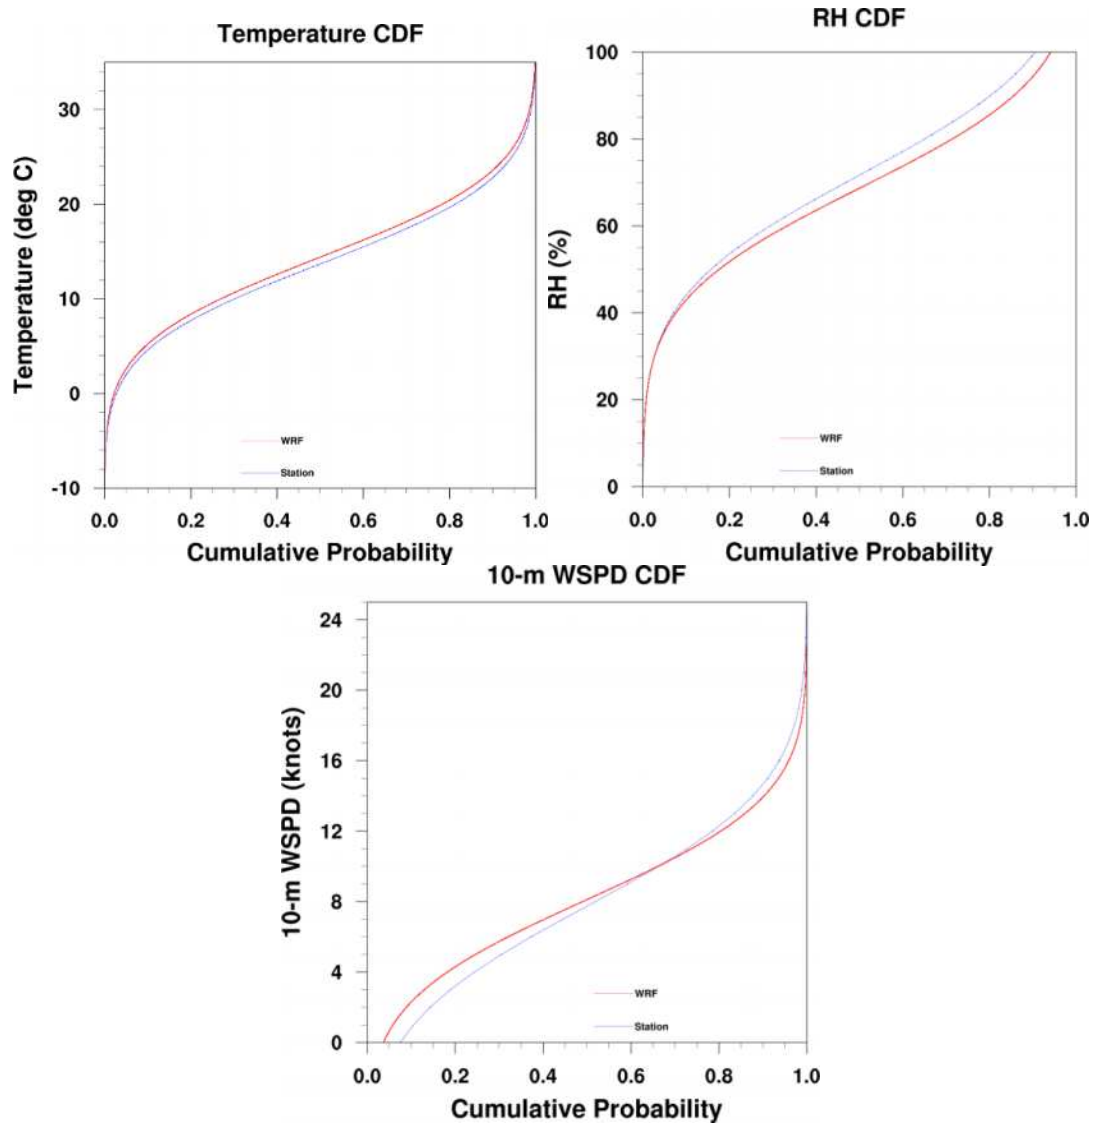 Temperature CDF
Temperature (deg C)
30
20
10
0
-10
WRF
Station
0.0 0.2 0.4 0.6 0.8 1.0
Cumulative Probability
RH CDF
RH (%)
100
80
60
40
20
0
WRF
Station
0.0 0.2 0.4 0.6 0.8 1.0
Cumulative Probability
10-m WSPD CDF
10-m WSPD (knots)
24
20
16
12
8
4
0
WRF
Station
0.0 0.2 0.4 0.6 0.8 1.0
Cumulative Probability